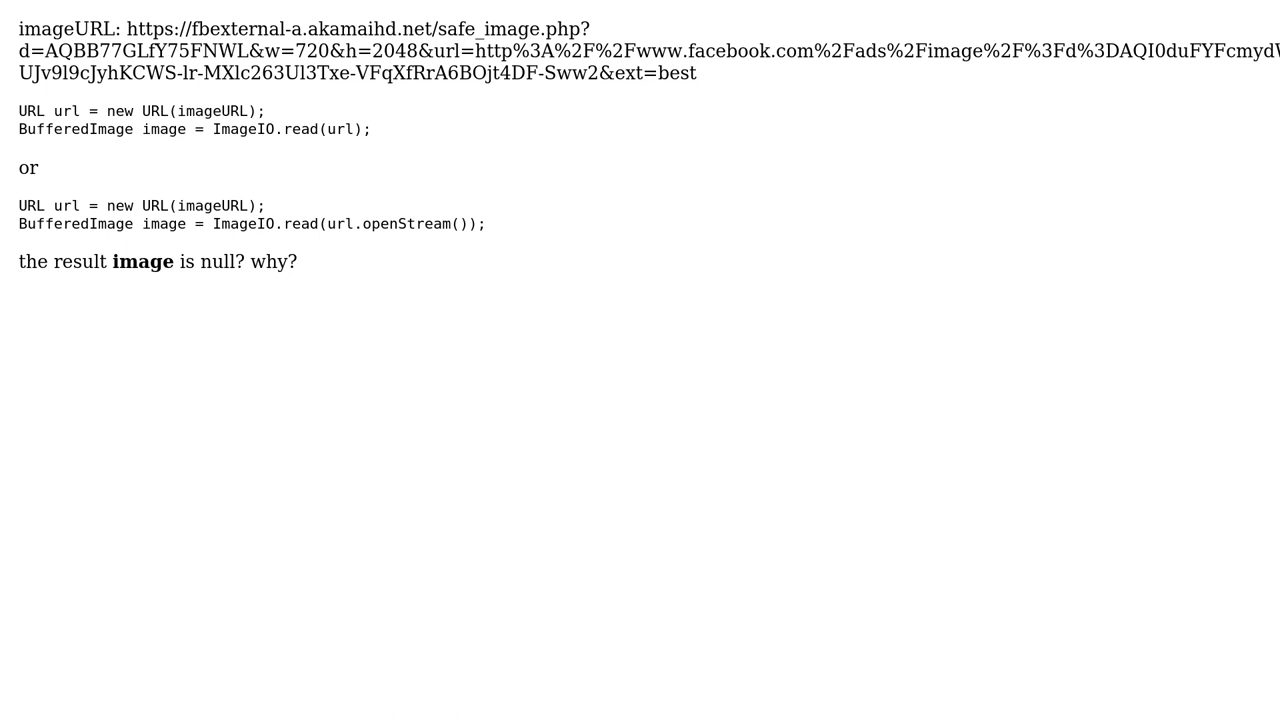 imageURL: https://fbexternal-a.akamaihd.net/safe_image.php?
d=AQBB77GLfY75FNWL&w=720&h=2048&url=http%3A%2F%2Fwww.facebook.com%2Fads%2Fimage%2F%3Fd%3DAQI0duFYFcmydW
UJv9l9cJyhKCWS-lr-MXlc263Ul3Txe-VFqXfRrA6BOjt4DF-Sww2&ext=best
URL url = new URL(imageURL);
BufferedImage image = ImageIO.read(url);
or
URL url = new URL(imageURL);
BufferedImage image = ImageIO.read(url.openStream());
the result image is null? why?